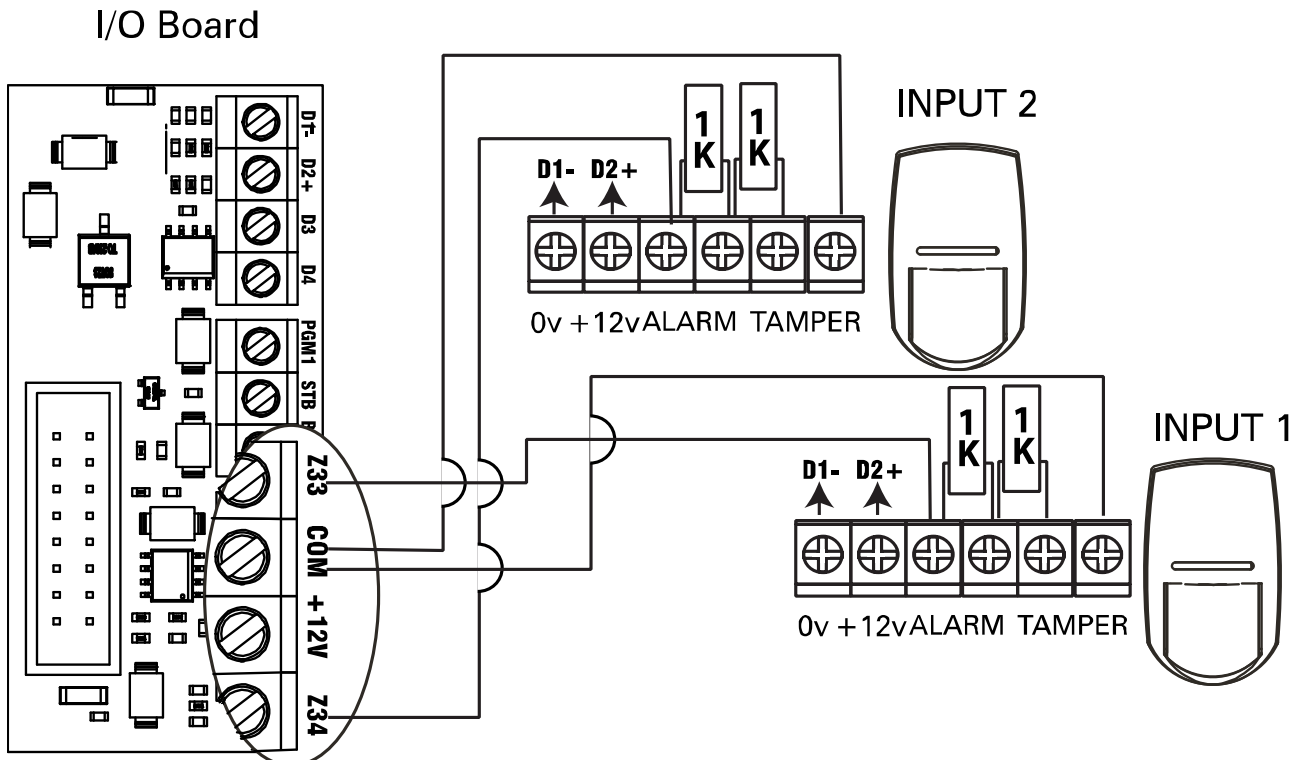 I/O Board
D1-
D2+
D3
D4
PGM1
STB
Z33
COM
+12V
Z34
INPUT 2
1K
1K
D1- D2+
0v +12v ALARM TAMPER
INPUT 1
1K
1K
D1- D2+
0v +12v ALARM TAMPER